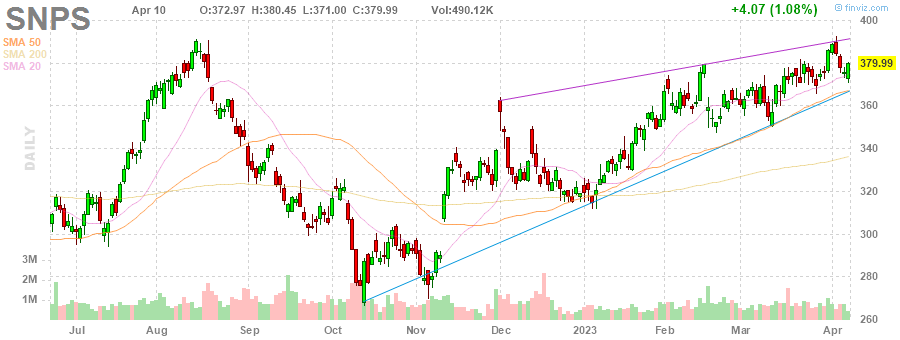 SNPS
Apr 10 O:372.97 H:380.45 L:371.00 C:379.99 Vol:490.12K +4.07 (1.08%) @ finviz.com
SMA 50
SMA 200
SMA 20
DAILY
400
379.99
360
340
320
300
280
260
3M
2M
1M
Jul Aug Sep Oct Nov Dec 2023 Feb Mar Apr